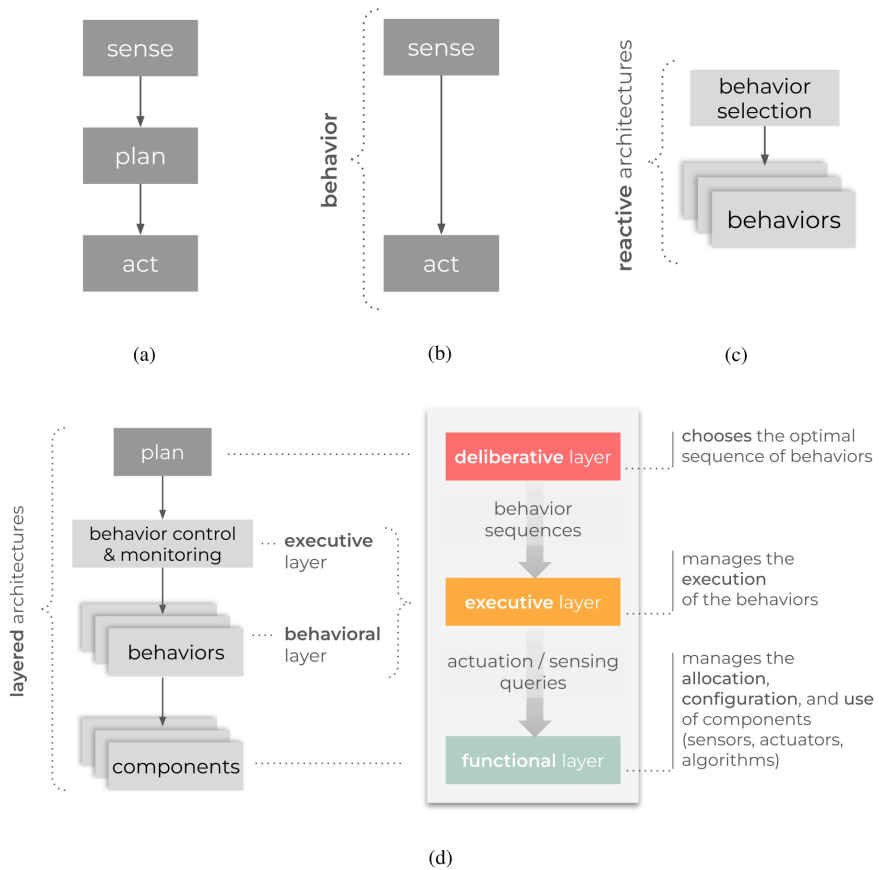 sense
plan
act
(a)
behavior
sense
act
(b)
reactive architectures
behavior
selection
behaviors
(c)
layered architectures
plan
behavior control
& monitoring
executive
layer
behaviors
behavioral
layer
components
deliberative layer
behavior
sequences
executive layer
actuation / sensing
queries
functional layer
chooses the optimal
sequence of behaviors
manages the
execution
of the behaviors
manages the
allocation,
configuration, and use
of components
(sensors, actuators,
algorithms)
(d)